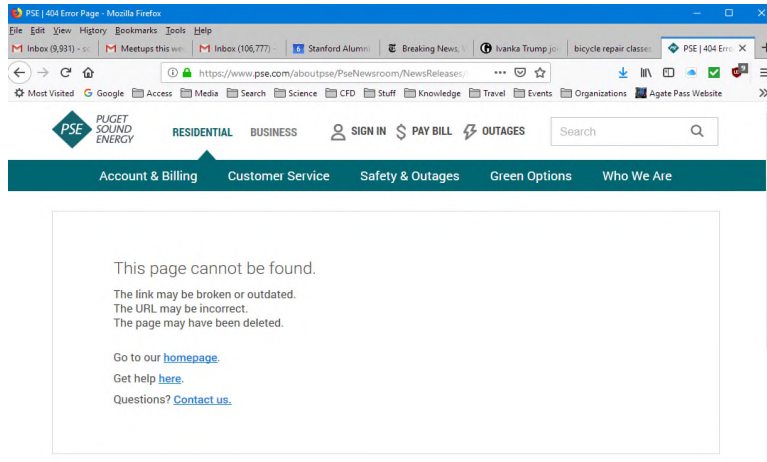 PSE | 404 Error Page - Mozilla Firefox
File Edit View History Bookmarks Tools Help
Inbox (9,931) - Meetups this we Inbox (106,777) - Stanford Alumni Breaking News, Ivanka Trump jo bicycle repair classes PSE | 404 Erro
https://www.pse.com/aboutpse/PseNewsroom/NewsReleases/
Most Visited Google Access Media Search Science CFD Stuff Knowledge Travel Events Organizations Agate Pass Website
PSE PUGET SOUND ENERGY
RESIDENTIAL BUSINESS SIGN IN PAY BILL OUTAGES Search
Account & Billing Customer Service Safety & Outages Green Options Who We Are
This page cannot be found.
The link may be broken or outdated.
The URL may be incorrect.
The page may have been deleted.
Go to our homepage.
Get help here.
Questions? Contact us.